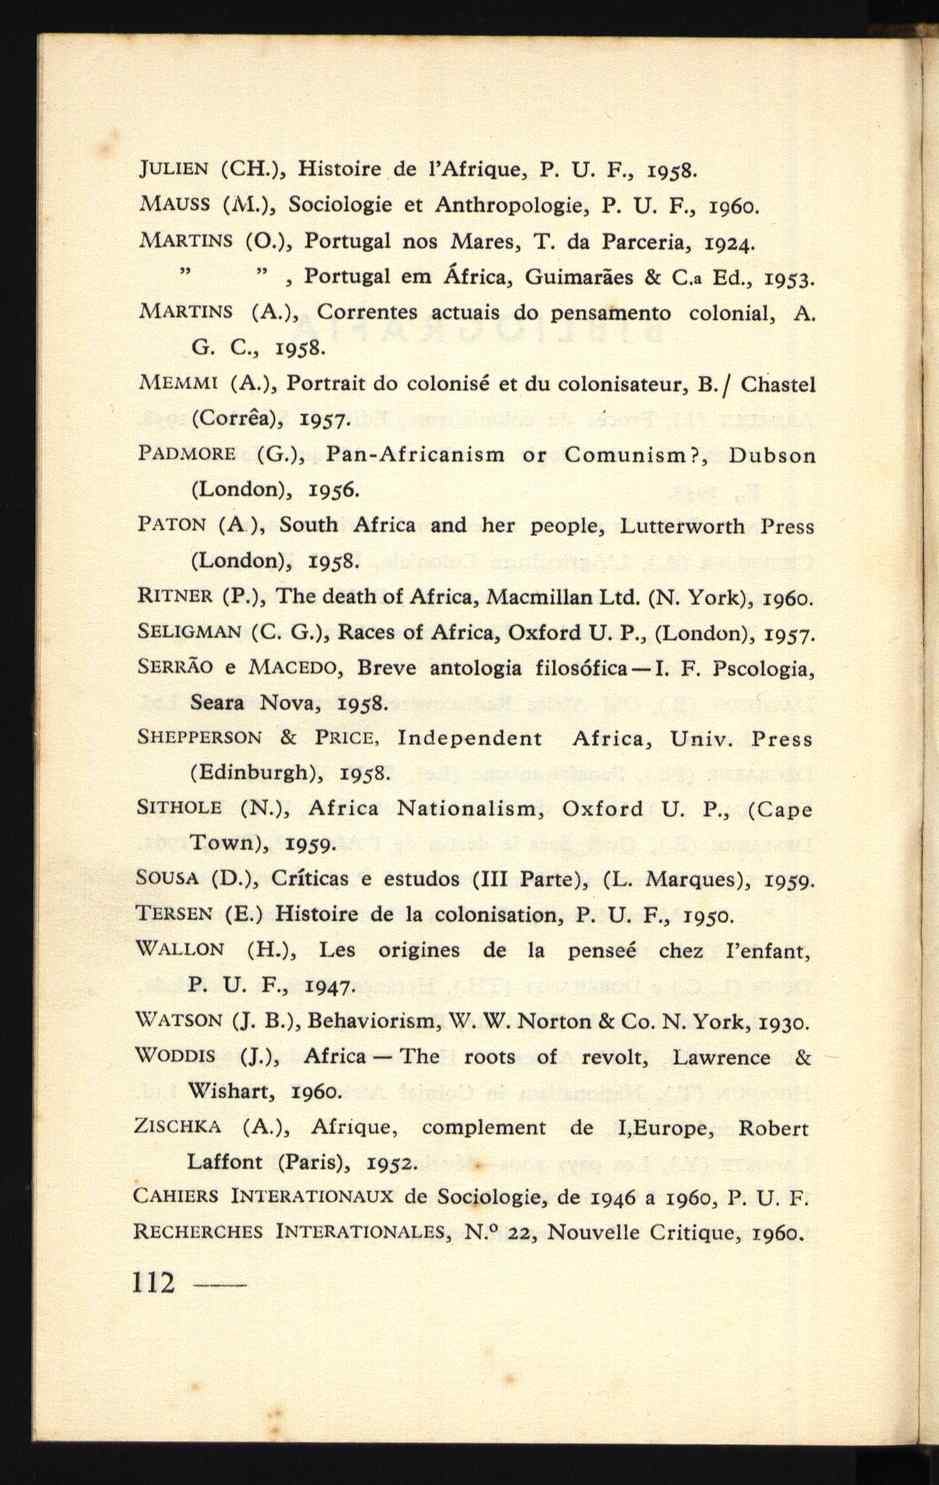 JULIEN (CH.), Histoire de l'Afrique, P. U. F., 1958.
MAUSS (M.), Sociologie et Anthropologie, P. U. F., 1960.
MARTINS (O.), Portugal nos Mares, T. da Parceria, 1924.
" " , Portugal em África, Guimarães & C.a Ed., 1953.
MARTINS (A.), Correntes actuais do pensamento colonial, A.
G. C., 1958.
MEMMI (A.), Portrait do colonisé et du colonisateur, B./ Chastel
(Corrêa), 1957.
PADMORE (G.), Pan-Africanism or Comunism?, Dubson
(London), 1956.
PATON (A), South Africa and her people, Lutterworth Press
(London), 1958.
RITNER (P.), The death of Africa, Macmillan Ltd. (N. York), 1960.
SELIGMAN (C. G.), Races of Africa, Oxford U. P., (London), 1957.
SERRÃO e MACEDO, Breve antologia filosófica—I. F. Pscologia,
Seara Nova, 1958.
SHEPPERSON & PRICE, Independent Africa, Univ. Press
(Edinburgh), 1958.
SITHOLE (N.), Africa Nationalism, Oxford U. P., (Cape
Town), 1959.
SOUSA (D.), Críticas e estudos (III Parte), (L. Marques), 1959.
TERSEN (E.) Histoire de la colonisation, P. U. F., 1950.
WALLON (H.), Les origines de la penseé chez I'enfant,
P. U. F., 1947.
WATSON (J. B.), Behaviorism, W. W. Norton & Co. N. York, 1930.
WODDIS (J.), Africa — The roots of revolt, Lawrence &
Wishart, 1960.
ZISCHKA (A.), Afrique, complement de I,Europe, Robert
Laffont (Paris), 1952.
CAHIERS INTERATIONAUX de Sociologie, de 1946 a 1960, P. U. F.
RECHERCHES INTERATIONALES, N.º 22, Nouvelle Critique, 1960.
112 —